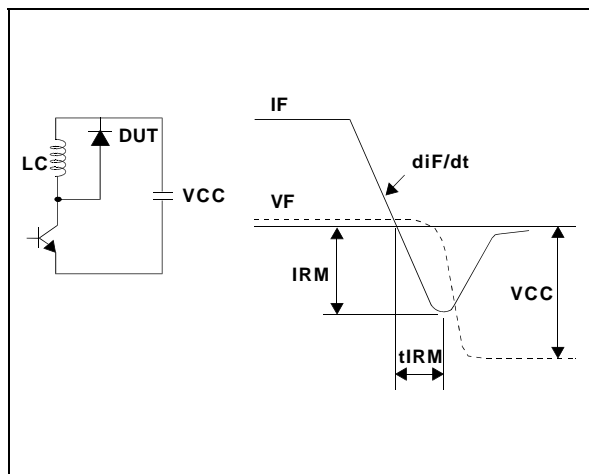 IF
DUT
diF/dt
LC
VCC
VF
IRM
VCC
tIRM